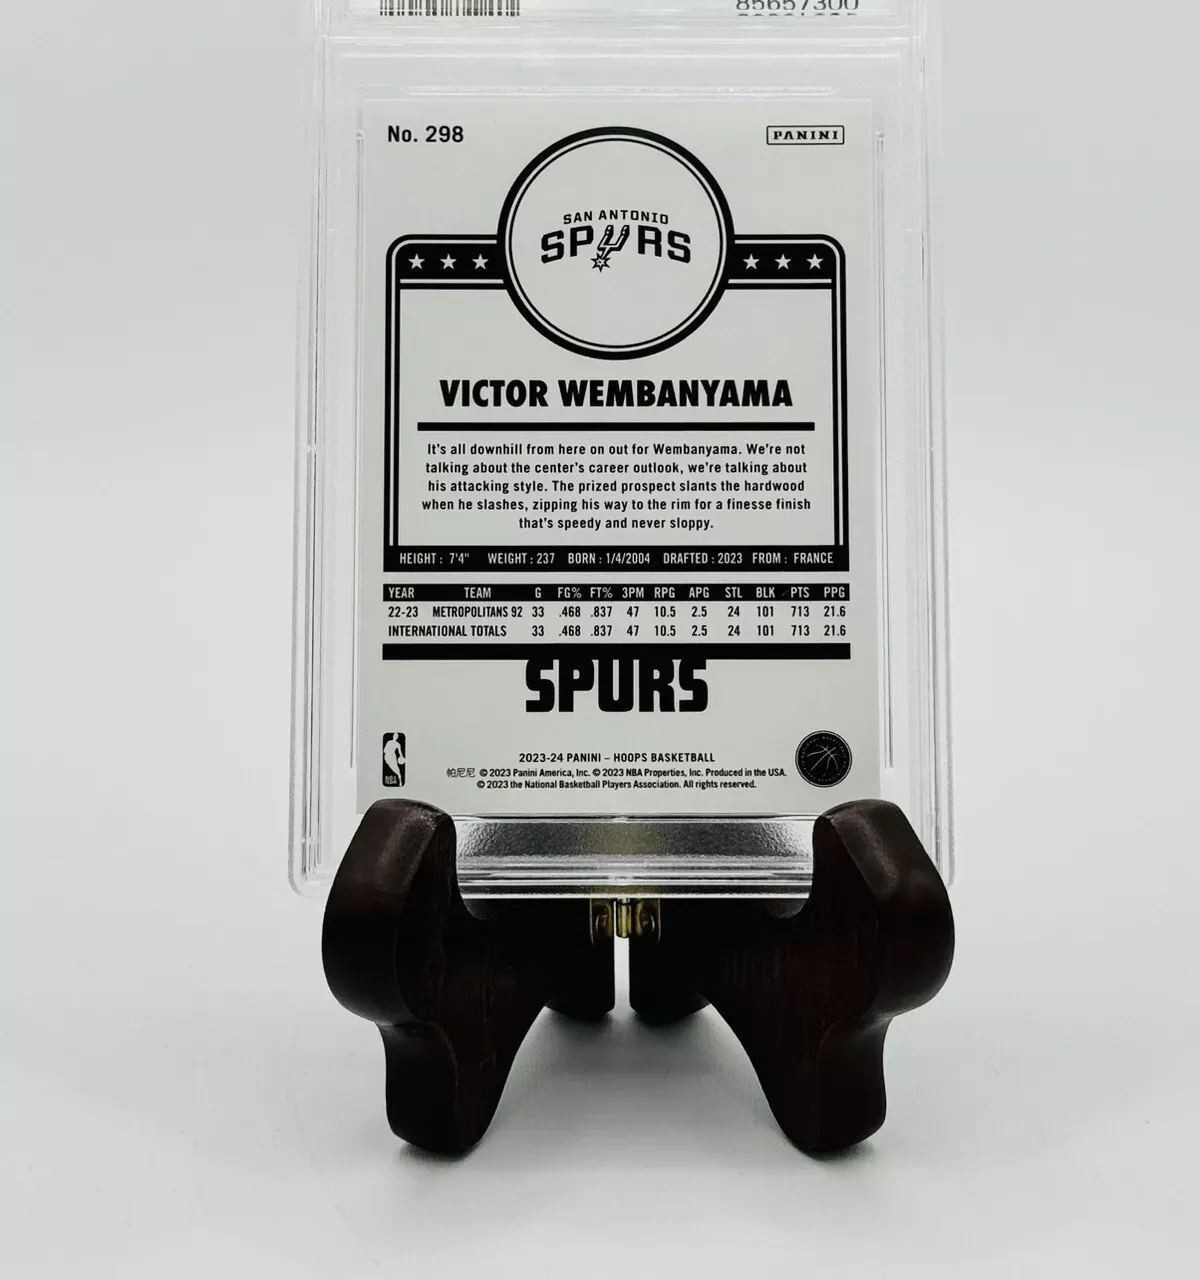 85657300
No. 298
PANINI
SAN ANTONIO
SPURS
VICTOR WEMBANYAMA
It's all downhill from here on out for Wembanyama. We're not
talking about the center's career outlook, we're talking about
his attacking style. The prized prospect slants the hardwood
when he slashes, zipping his way to the rim for a finesse finish
that's speedy and never sloppy.
HEIGHT : 7'4" WEIGHT : 237 BORN : 1/4/2004 DRAFTED : 2023 FROM : FRANCE
YEAR TEAM G FG% FT% 3PM RPG APG STL BLK PTS PPG
22-23 METROPOLITANS 92 33 .468 .837 47 10.5 2.5 24 101 713 21.6
INTERNATIONAL TOTALS 33 .468 .837 47 10.5 2.5 24 101 713 21.6
SPURS
NBA
2023-24 PANINI – HOOPS BASKETBALL
帕尼尼 © 2023 Panini America, Inc. © 2023 NBA Properties, Inc. Produced in the USA.
© 2023 the National Basketball Players Association. All rights reserved.